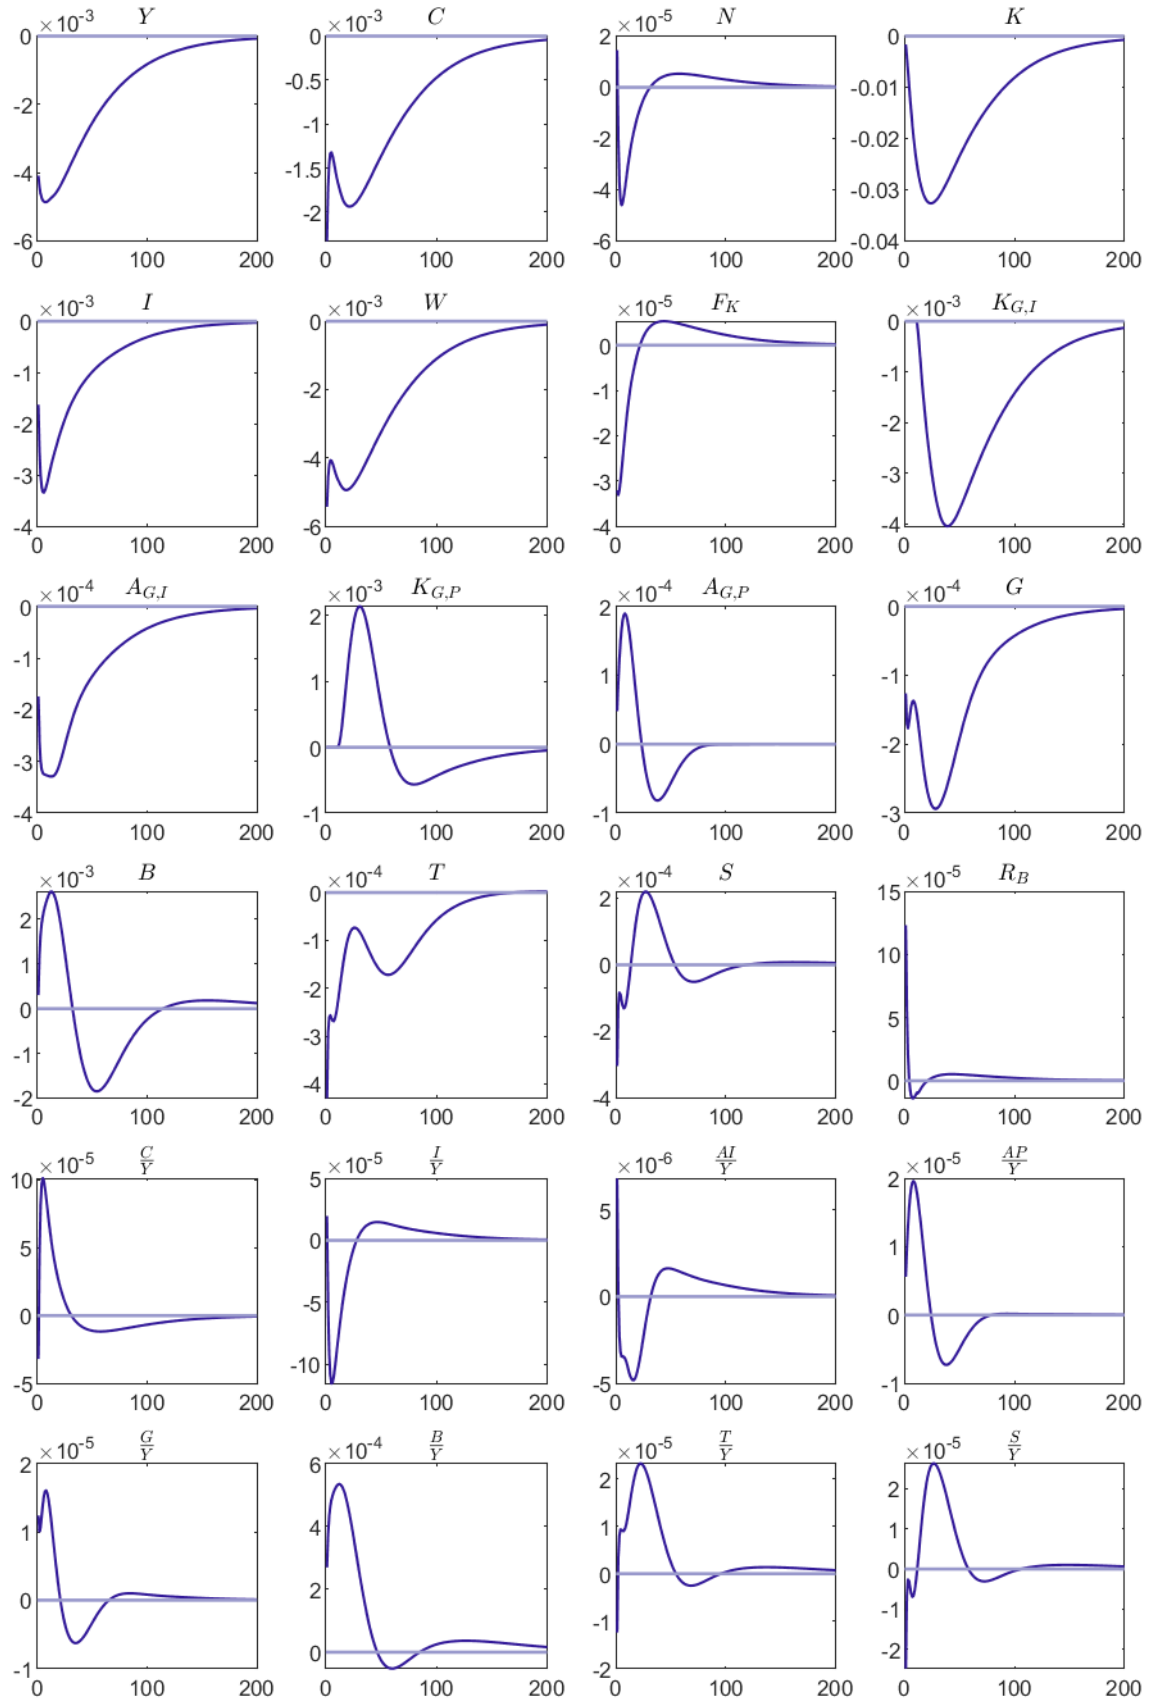 ×10⁻³ Y ×10⁻³ C ×10⁻⁵ N K
0 0 2 0
-0.5 0 -0.01
-2 -1 -2 -0.02
-4 -1.5 -4 -0.03
-6 -2 -6 -0.04
0 100 200 0 100 200 0 100 200 0 100 200
×10⁻³ I ×10⁻³ W ×10⁻⁵ F_K ×10⁻³ K_{G,I}
0 0 0 0
-1 -2 -1 -1
-2 -4 -2 -2
-3 -3 -3
-4 -6 -4 -4
0 100 200 0 100 200 0 100 200 0 100 200
×10⁻⁴ A_{G,I} ×10⁻³ K_{G,P} ×10⁻⁴ A_{G,P} ×10⁻⁴ G
0 2 2 0
-1 1 1 -1
-2 0 0 -2
-3
-4 -1 -1 -3
0 100 200 0 100 200 0 100 200 0 100 200
×10⁻³ B ×10⁻⁴ T ×10⁻⁴ S ×10⁻⁵ R_B
2 0 2 15
1 -1 0 10
0 -2 -2 5
-1 -3 0
-2 -4 -4
0 100 200 0 100 200 0 100 200 0 100 200
×10⁻⁵ C/Y ×10⁻⁵ I/Y ×10⁻⁶ AI/Y ×10⁻⁵ AP/Y
10 5 5 2
5 0 0 1
0 -5 0
-5 -10 -5 -1
0 100 200 0 100 200 0 100 200 0 100 200
×10⁻⁵ G/Y ×10⁻⁴ B/Y ×10⁻⁵ T/Y ×10⁻⁵ S/Y
2 6 2 2
1 4 1 1
0 2 0 0
0 -1 -1
-1 -2 -2
0 100 200 0 100 200 0 100 200 0 100 200